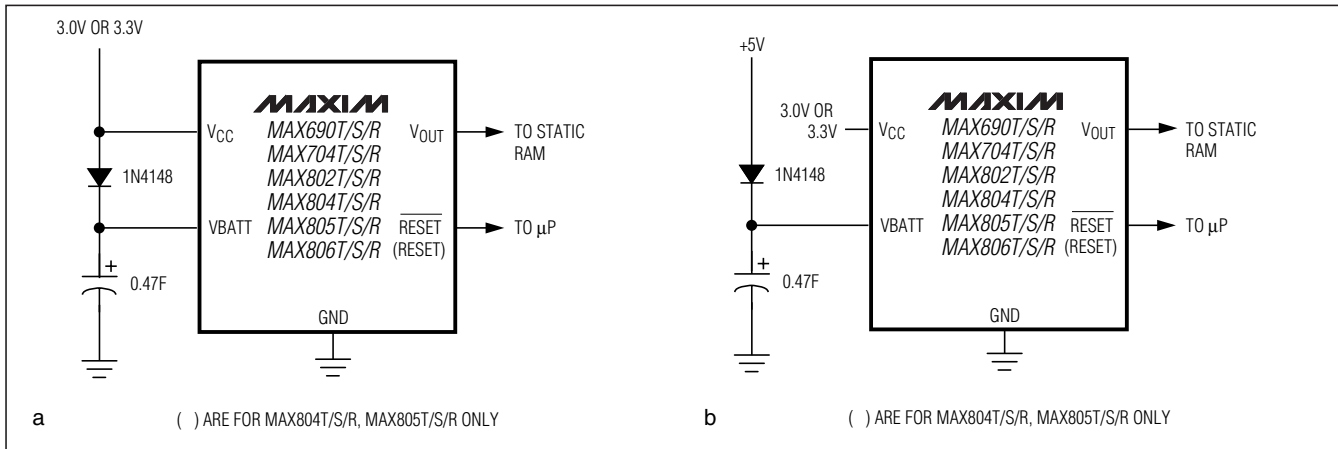 3.0V OR 3.3V
MAXIM
VCC
MAX690T/S/R
MAX704T/S/R
MAX802T/S/R
MAX804T/S/R
MAX805T/S/R
MAX806T/S/R
VOUT
TO STATIC
RAM
1N4148
VBATT
RESET
(RESET)
TO µP
+
0.47F
GND
a
( ) ARE FOR MAX804T/S/R, MAX805T/S/R ONLY
+5V
3.0V OR
3.3V
MAXIM
VCC
MAX690T/S/R
MAX704T/S/R
MAX802T/S/R
MAX804T/S/R
MAX805T/S/R
MAX806T/S/R
VOUT
TO STATIC
RAM
1N4148
VBATT
RESET
(RESET)
TO µP
+
0.47F
GND
b
( ) ARE FOR MAX804T/S/R, MAX805T/S/R ONLY